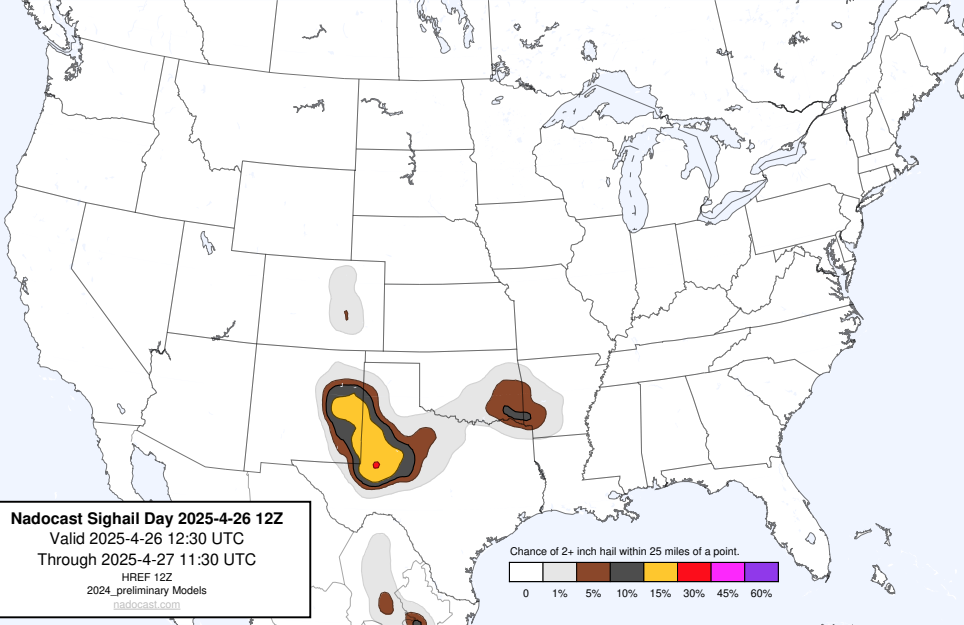 Nadocast Sighail Day 2025-4-26 12Z
Valid 2025-4-26 12:30 UTC
Through 2025-4-27 11:30 UTC
HREF 12Z
2024_preliminary Models
nadocast.com
Chance of 2+ inch hail within 25 miles of a point.
0 1% 5% 10% 15% 30% 45% 60%